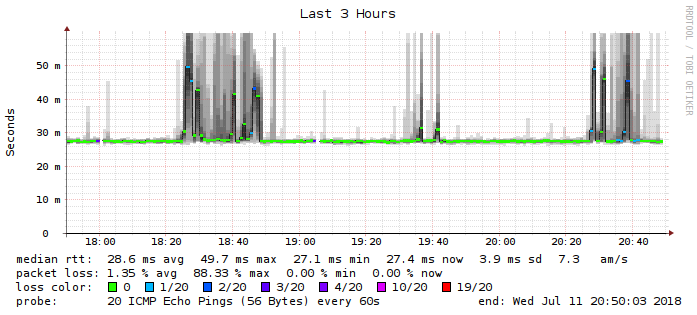 Last 3 Hours
RRDTOOL / TOBI OETIKER
Seconds
50 m
40 m
30 m
20 m
10 m
0
18:00 18:20 18:40 19:00 19:20 19:40 20:00 20:20 20:40
median rtt: 28.6 ms avg 49.7 ms max 27.1 ms min 27.4 ms now 3.9 ms sd 7.3 am/s
packet loss: 1.35 % avg 88.33 % max 0.00 % min 0.00 % now
loss color: 0 1/20 2/20 3/20 4/20 10/20 19/20
probe: 20 ICMP Echo Pings (56 Bytes) every 60s end: Wed Jul 11 20:50:03 2018